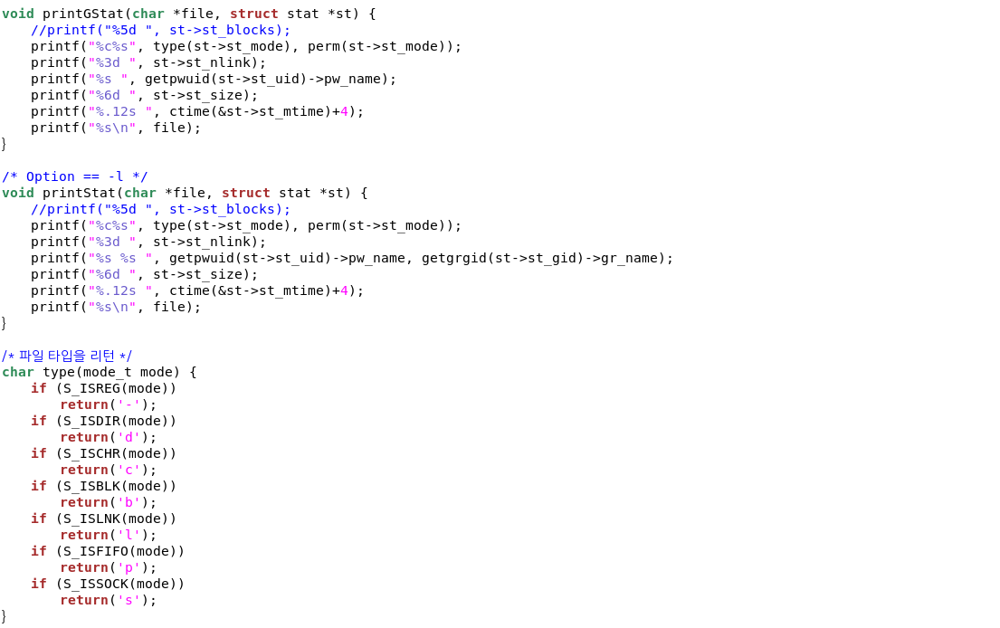 void printGStat(char *file, struct stat *st) {
    //printf("%5d ", st->st_blocks);
    printf("%c%s", type(st->st_mode), perm(st->st_mode));
    printf("%3d ", st->st_nlink);
    printf("%s ", getpwuid(st->st_uid)->pw_name);
    printf("%6d ", st->st_size);
    printf("%.12s ", ctime(&st->st_mtime)+4);
    printf("%s\n", file);
}

/* Option == -l */
void printStat(char *file, struct stat *st) {
    //printf("%5d ", st->st_blocks);
    printf("%c%s", type(st->st_mode), perm(st->st_mode));
    printf("%3d ", st->st_nlink);
    printf("%s %s ", getpwuid(st->st_uid)->pw_name, getgrgid(st->st_gid)->gr_name);
    printf("%6d ", st->st_size);
    printf("%.12s ", ctime(&st->st_mtime)+4);
    printf("%s\n", file);
}

/* 파일 타입을 리턴 */
char type(mode_t mode) {
    if (S_ISREG(mode))
        return('-');
    if (S_ISDIR(mode))
        return('d');
    if (S_ISCHR(mode))
        return('c');
    if (S_ISBLK(mode))
        return('b');
    if (S_ISLNK(mode))
        return('l');
    if (S_ISFIFO(mode))
        return('p');
    if (S_ISSOCK(mode))
        return('s');
}